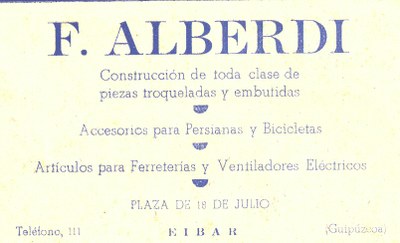 F. ALBERDI
Construcción de toda clase de
piezas troqueladas y embutidas
Accesorios para Persianas y Bicicletas
Artículos para Ferreterías y Ventiladores Eléctricos
PLAZA DE 18 DE JULIO
Teléfono, 111 EIBAR (Guipúzcoa)